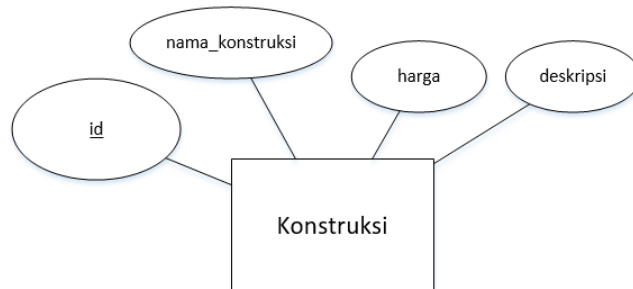 nama_konstruksi
harga
deskripsi
id
Konstruksi